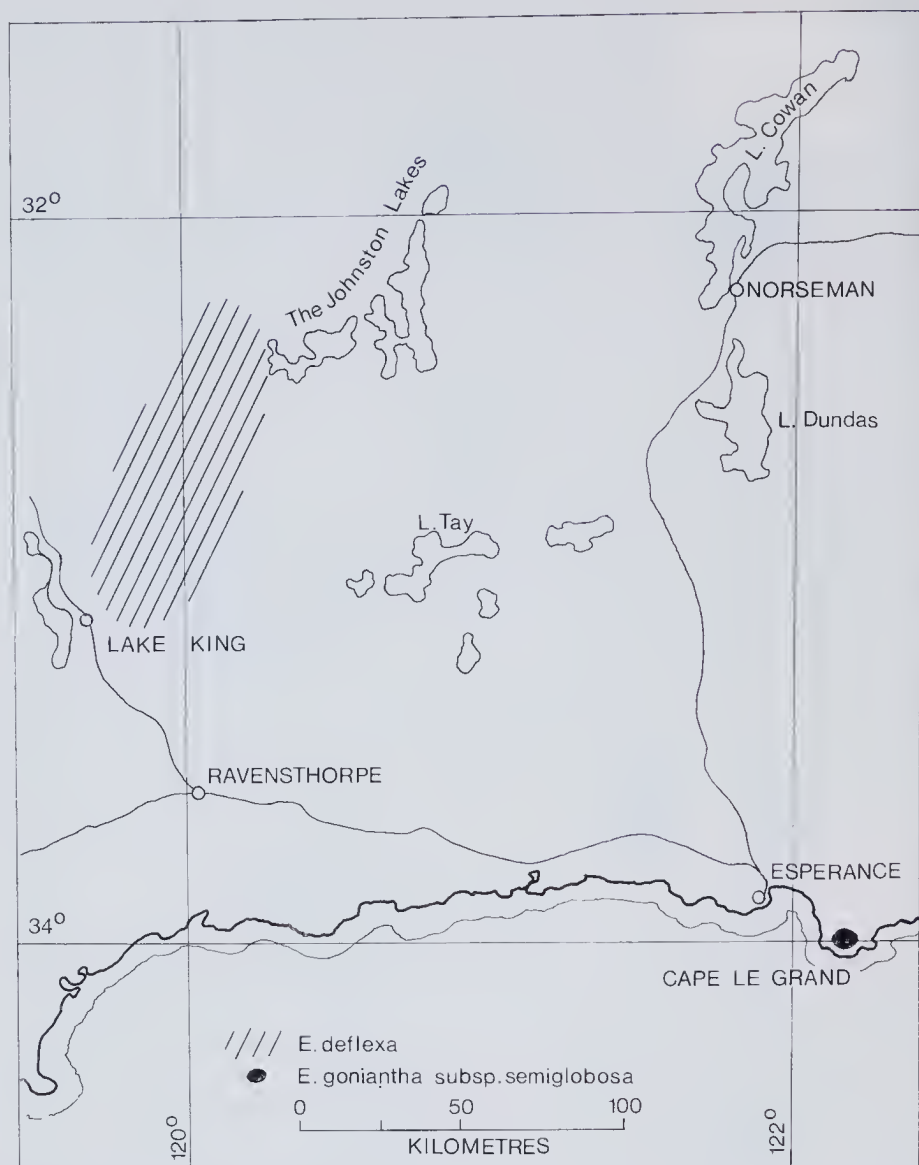 L. Cowan
The Johnston Lakes
32°
NORSEMAN
L. Dundas
L. Tay
LAKE KING
RAVENSTHORPE
ESPERANCE
34°
CAPE LE GRAND
E. deflexa
E. goniantha subsp. semiglobosa
0 50 100
KILOMETRES
120°
122°